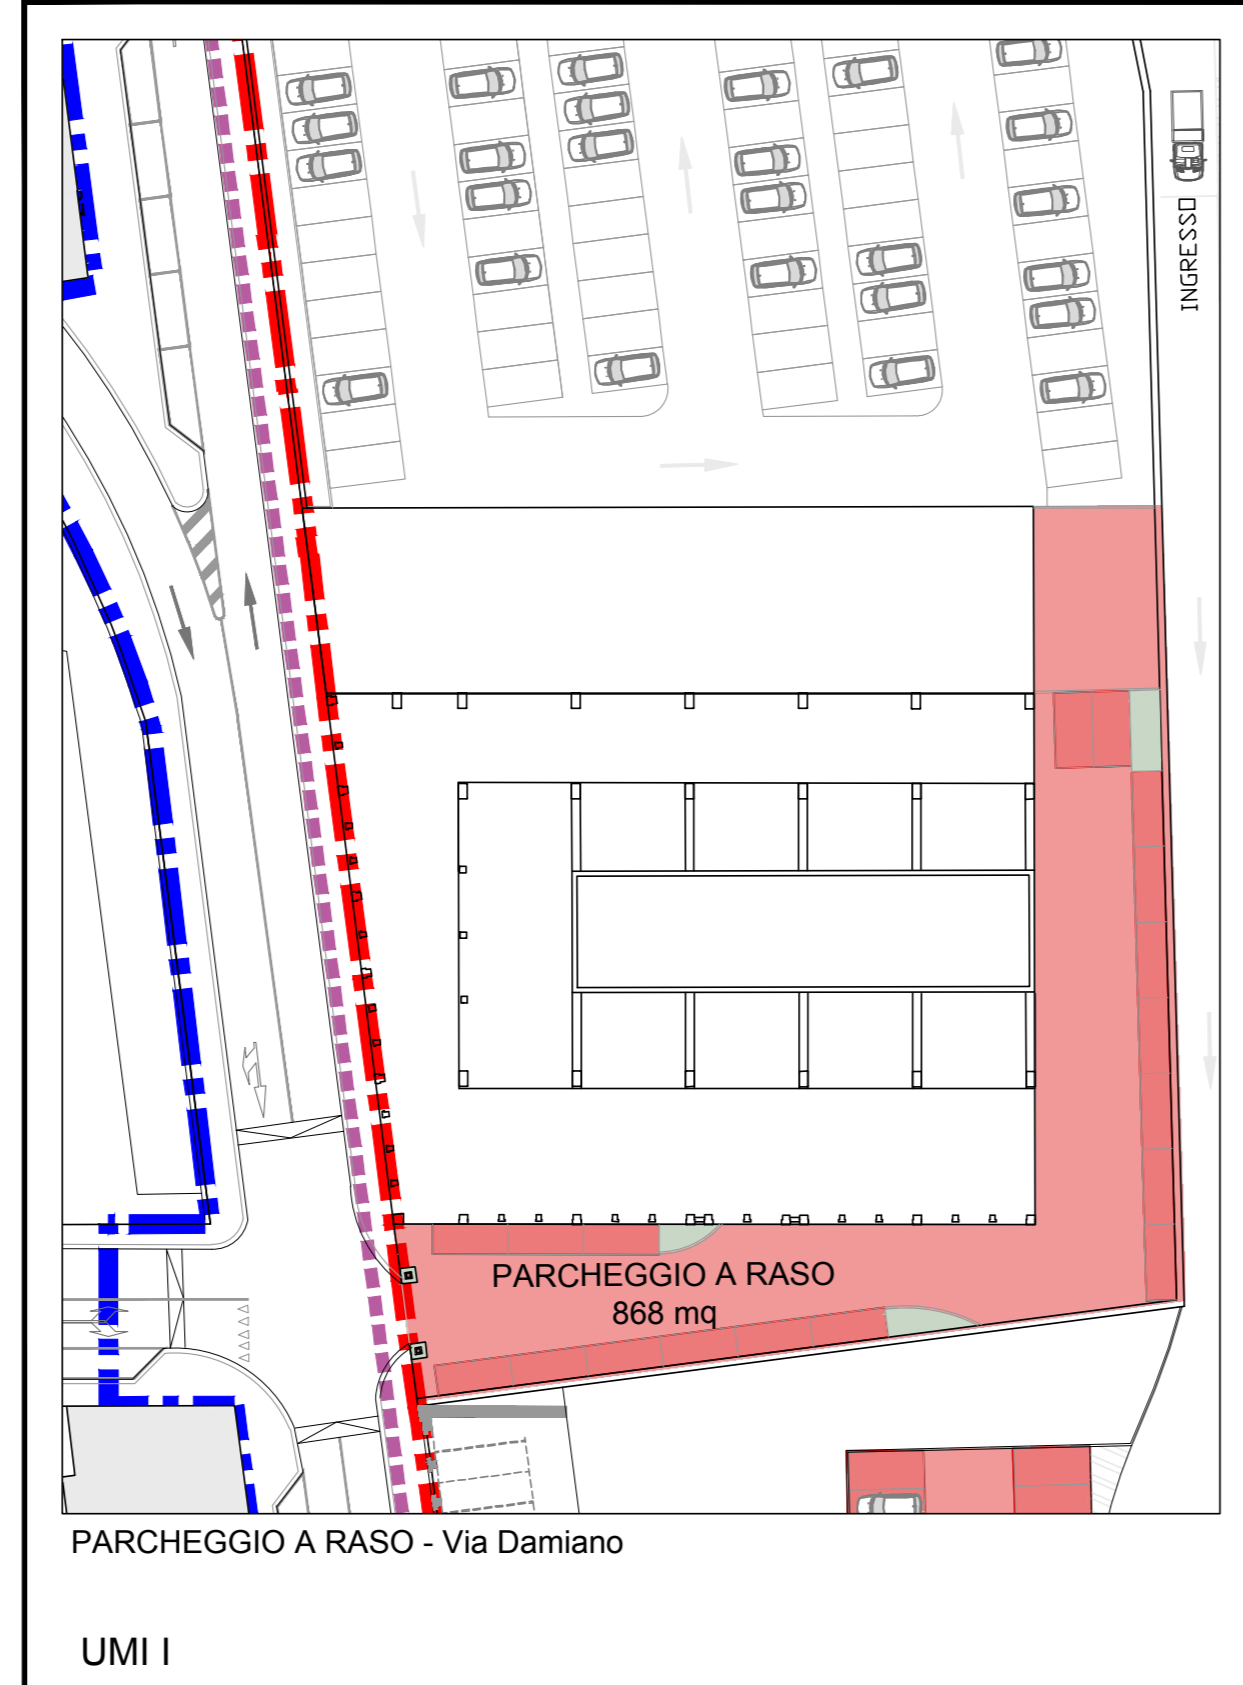 INGRESSO
PARCHEGGIO A RASO
868 mq
PARCHEGGIO A RASO - Via Damiano
UMI I